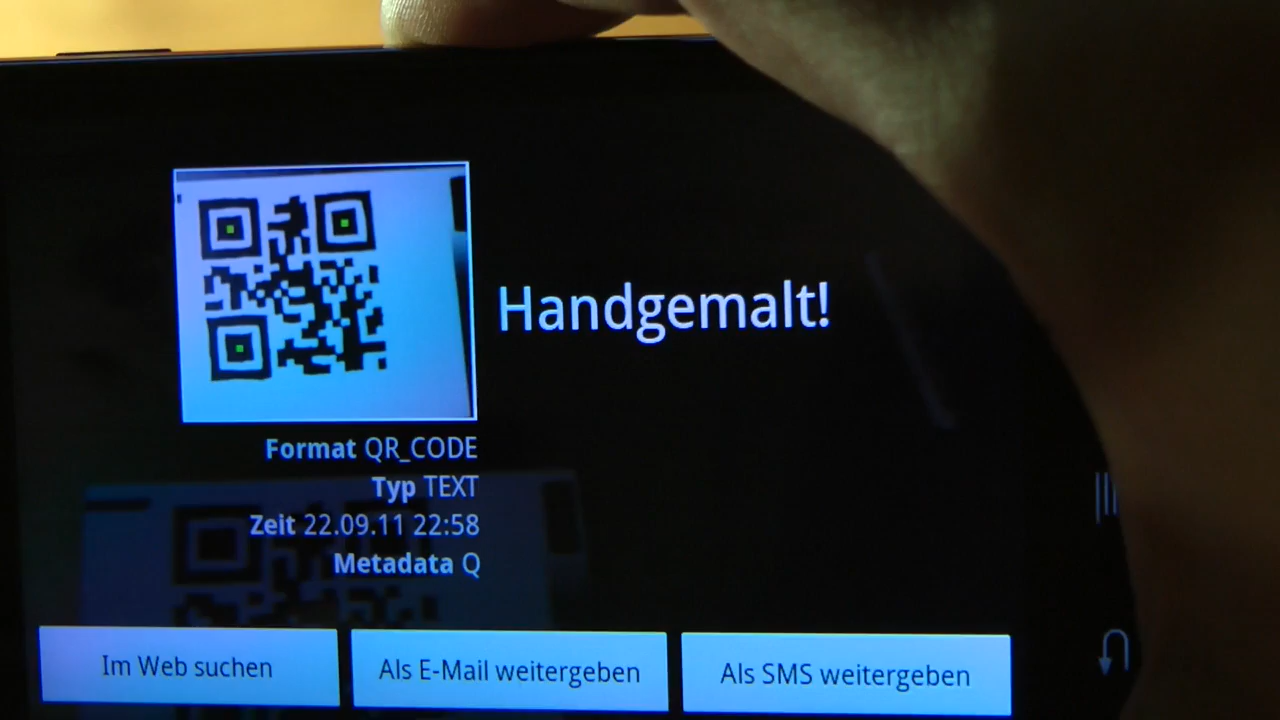 Handgemalt!
Format QR_CODE
Typ TEXT
Zeit 22.09.11 22:58
Metadata Q
Im Web suchen
Als E-Mail weitergeben
Als SMS weitergeben